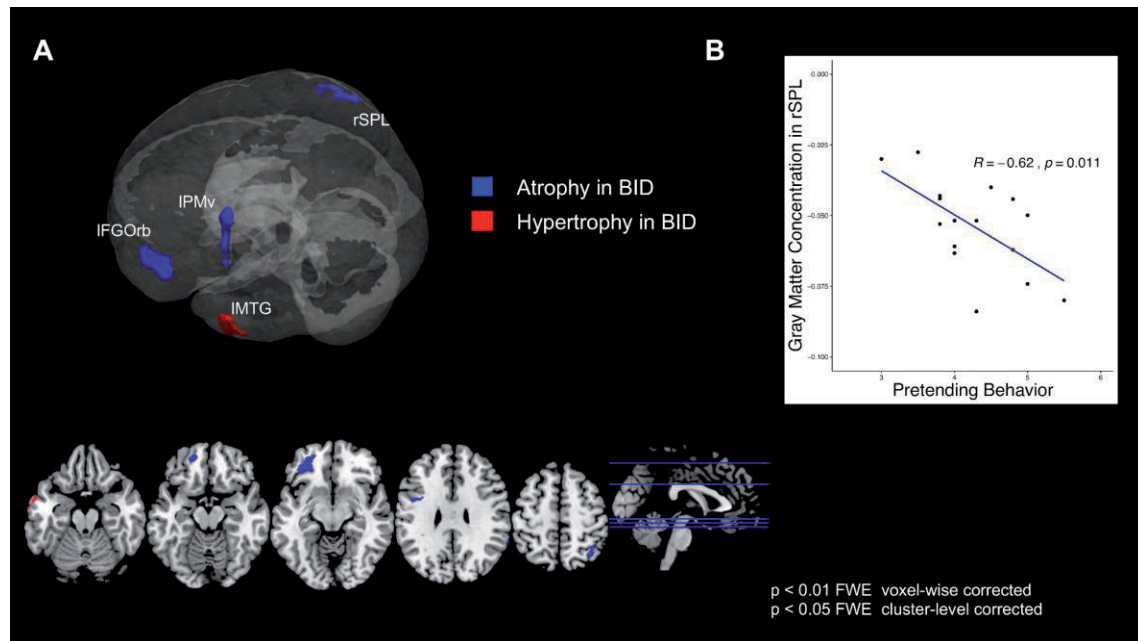 A
rSPL
lPMv
lFGOrb
lMTG
Atrophy in BID
Hypertrophy in BID
B
Gray Matter Concentration in rSPL
0.000
−0.025
−0.050
−0.075
−0.100
R = −0.62 , p = 0.011
3
4
5
6
Pretending Behavior
p < 0.01 FWE voxel-wise corrected
p < 0.05 FWE cluster-level corrected